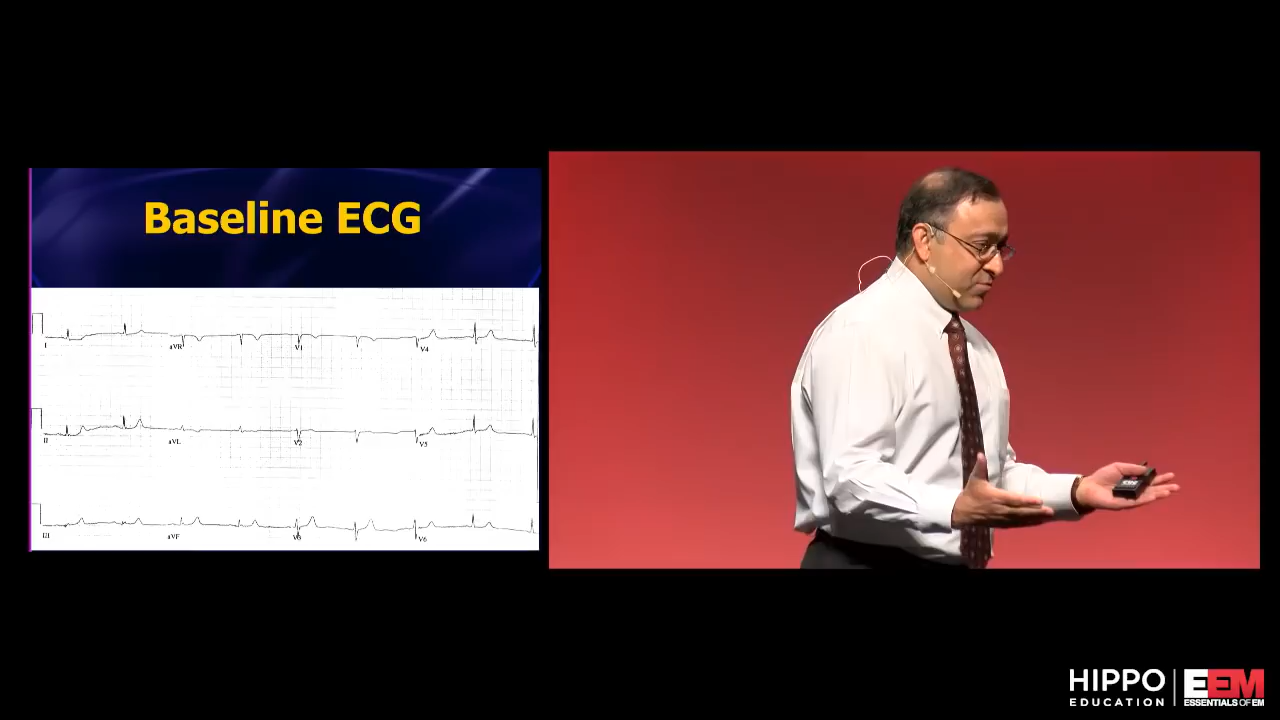 Baseline ECG
I
aVR
V1
V4
II
aVL
V2
V5
III
aVF
V3
V6
HIPPO
EDUCATION
EEM
ESSENTIALS OF EM